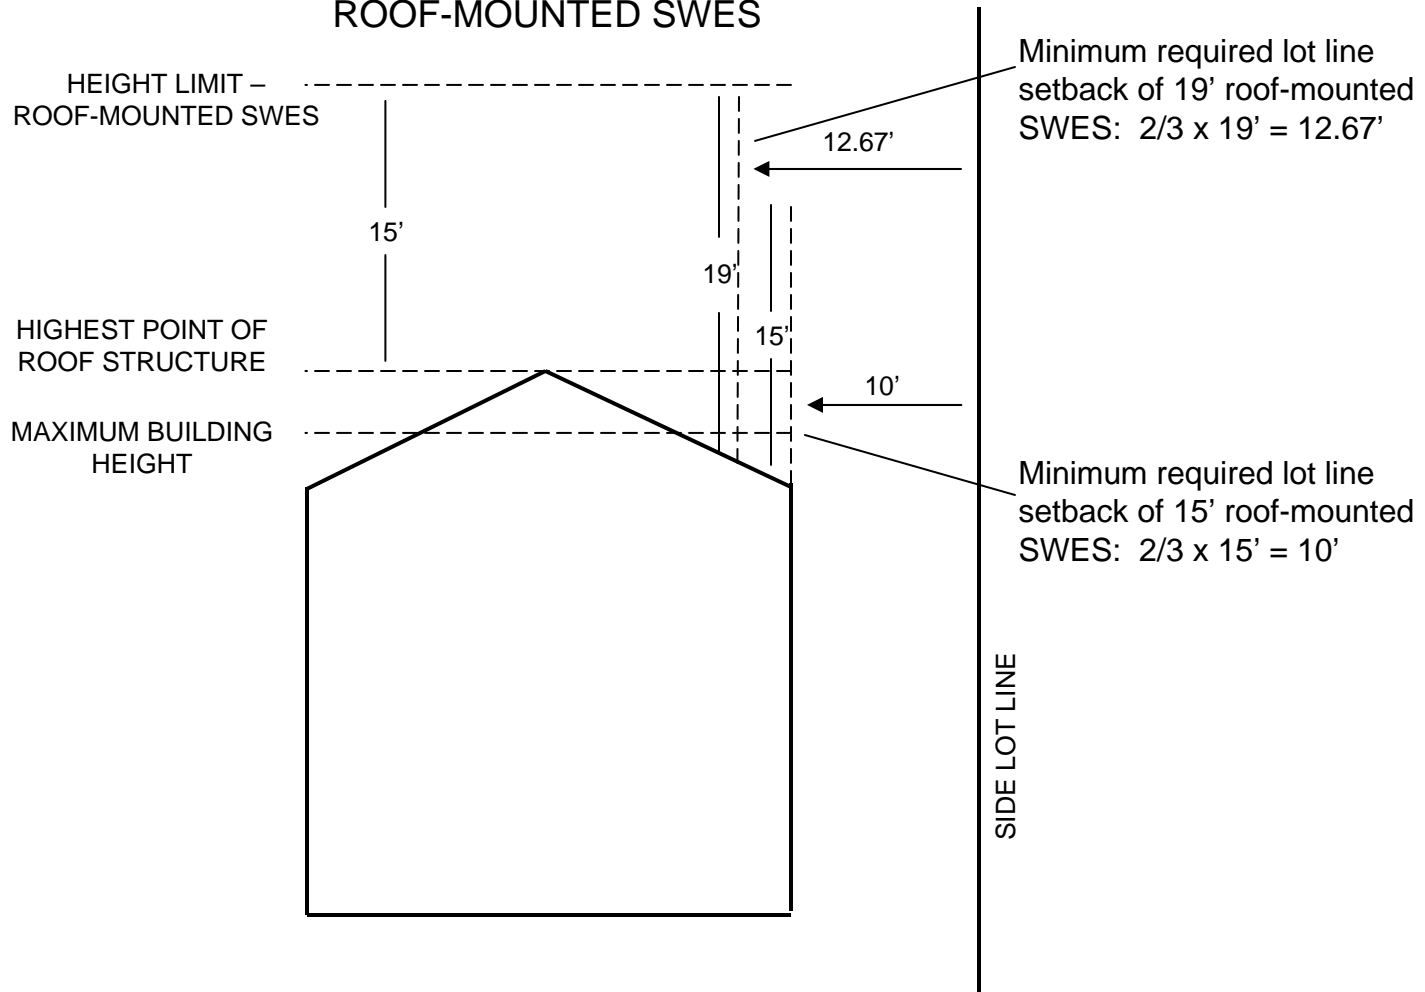 ROOF-MOUNTED SWES
HEIGHT LIMIT –
ROOF-MOUNTED SWES
Minimum required lot line
setback of 19’ roof-mounted
SWES:  2/3 x 19’ = 12.67’
12.67’
15’
19’
15’
HIGHEST POINT OF
ROOF STRUCTURE
10’
MAXIMUM BUILDING
HEIGHT
Minimum required lot line
setback of 15’ roof-mounted
SWES:  2/3 x 15’ = 10’
SIDE LOT LINE